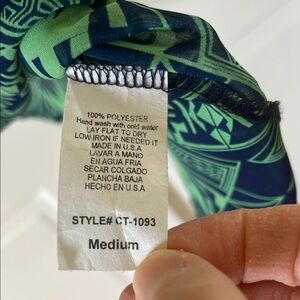 100% POLYESTER
Hand wash with cold water
LAY FLAT TO DRY
LOW IRON IF NEEDED IT
MADE IN U.S.A
LAVAR A MANO
EN AGUA FRIA
SECAR COLGADO
PLANCHA BAJA
HECHO EN U.S.A
STYLE# CT-1093
Medium